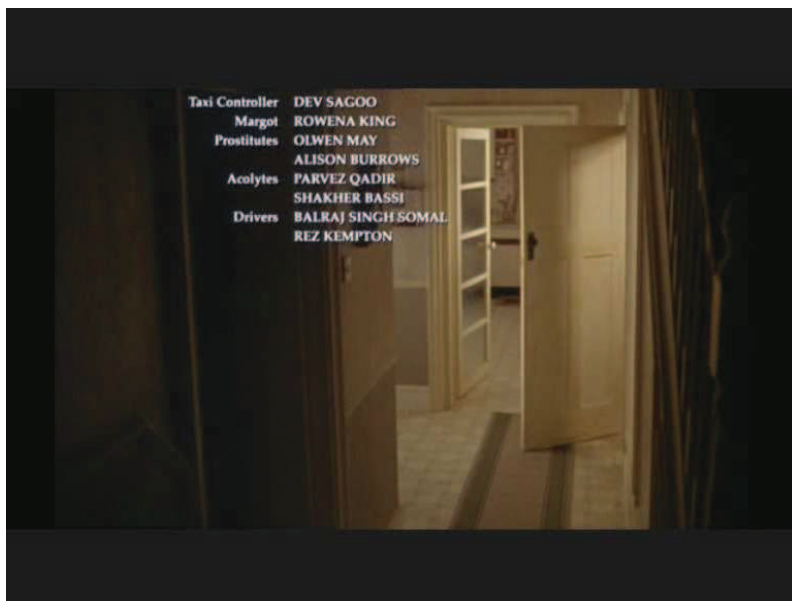 Taxi Controller DEV SAGOO
Margot ROWENA KING
Prostitutes OLWEN MAY
ALISON BURROWS
Acolytes PARVEZ QADIR
SHAKHER BASSI
Drivers BALRAJ SINGH SOMAL
REZ KEMPTON